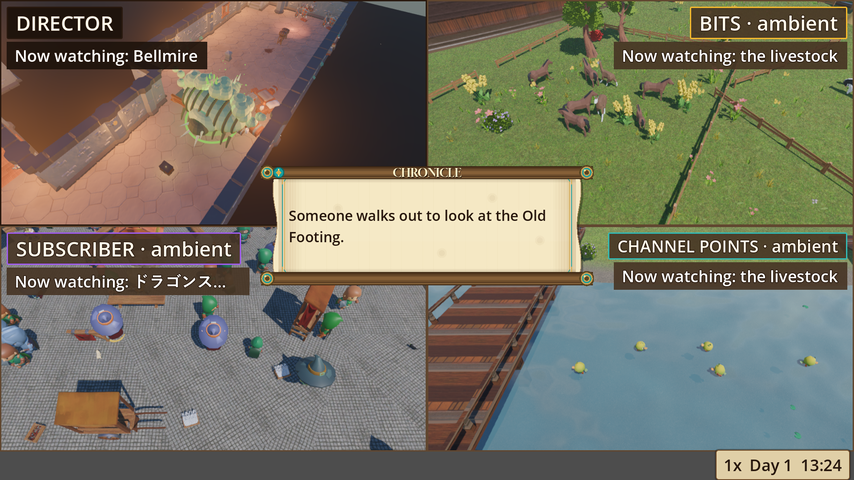 DIRECTOR
Now watching: Bellmire
BITS · ambient
Now watching: the livestock
CHRONICLE
Someone walks out to look at the Old
Footing.
SUBSCRIBER · ambient
Now watching: ドラゴンス...
CHANNEL POINTS · ambient
Now watching: the livestock
1x Day 1 13:24